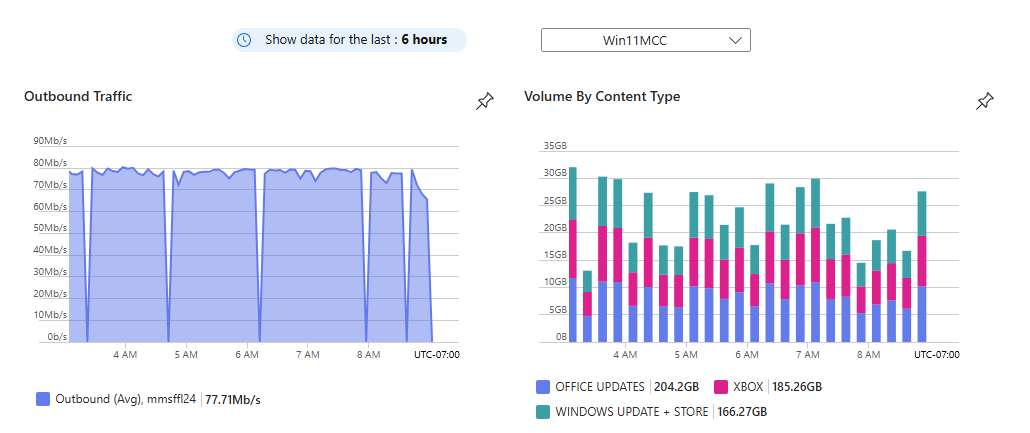 Show data for the last : 6 hours
Win11MCC
Outbound Traffic
90Mb/s
80Mb/s
70Mb/s
60Mb/s
50Mb/s
40Mb/s
30Mb/s
20Mb/s
10Mb/s
0b/s
4 AM 5 AM 6 AM 7 AM 8 AM UTC-07:00
Outbound (Avg), mmsffl24 77.71Mb/s
Volume By Content Type
35GB
30GB
25GB
20GB
15GB
10GB
5GB
0B
4 AM 5 AM 6 AM 7 AM 8 AM UTC-07:00
OFFICE UPDATES 204.2GB XBOX 185.26GB
WINDOWS UPDATE + STORE 166.27GB